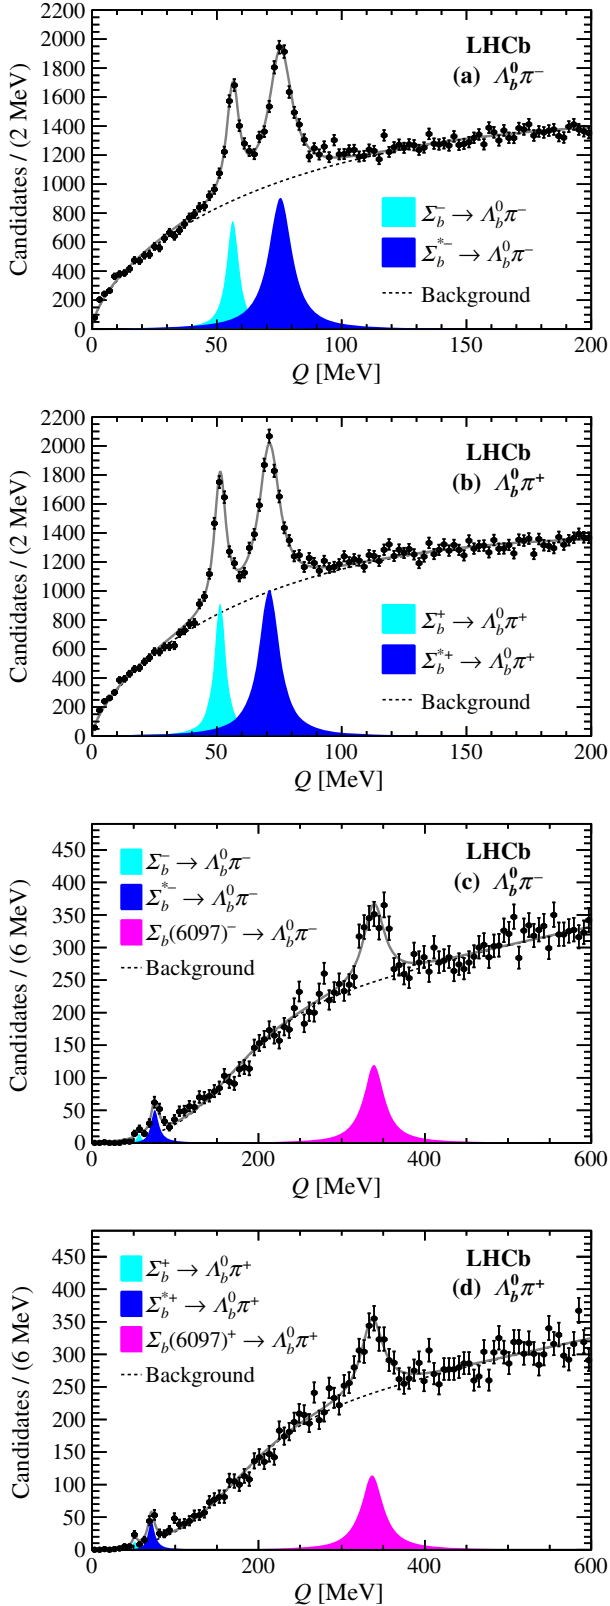 2200
2000
1800
1600
1400
1200
1000
800
600
400
200
0
Candidates / (2 MeV)
LHCb
(a) Λb0π−
Σb− → Λb0π−
Σb*− → Λb0π−
Background
0 50 100 150 200
Q [MeV]
2200
2000
1800
1600
1400
1200
1000
800
600
400
200
0
Candidates / (2 MeV)
LHCb
(b) Λb0π+
Σb+ → Λb0π+
Σb*+ → Λb0π+
Background
0 50 100 150 200
Q [MeV]
450
400
350
300
250
200
150
100
50
0
Candidates / (6 MeV)
Σb− → Λb0π−
Σb*− → Λb0π−
Σb(6097)− → Λb0π−
Background
LHCb
(c) Λb0π−
0 200 400 600
Q [MeV]
450
400
350
300
250
200
150
100
50
0
Candidates / (6 MeV)
Σb+ → Λb0π+
Σb*+ → Λb0π+
Σb(6097)+ → Λb0π+
Background
LHCb
(d) Λb0π+
0 200 400 600
Q [MeV]